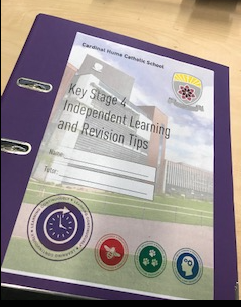 Cardinal Hume Catholic School
Key Stage 4
Independent Learning
and Revision Tips
Name:
Tutor: